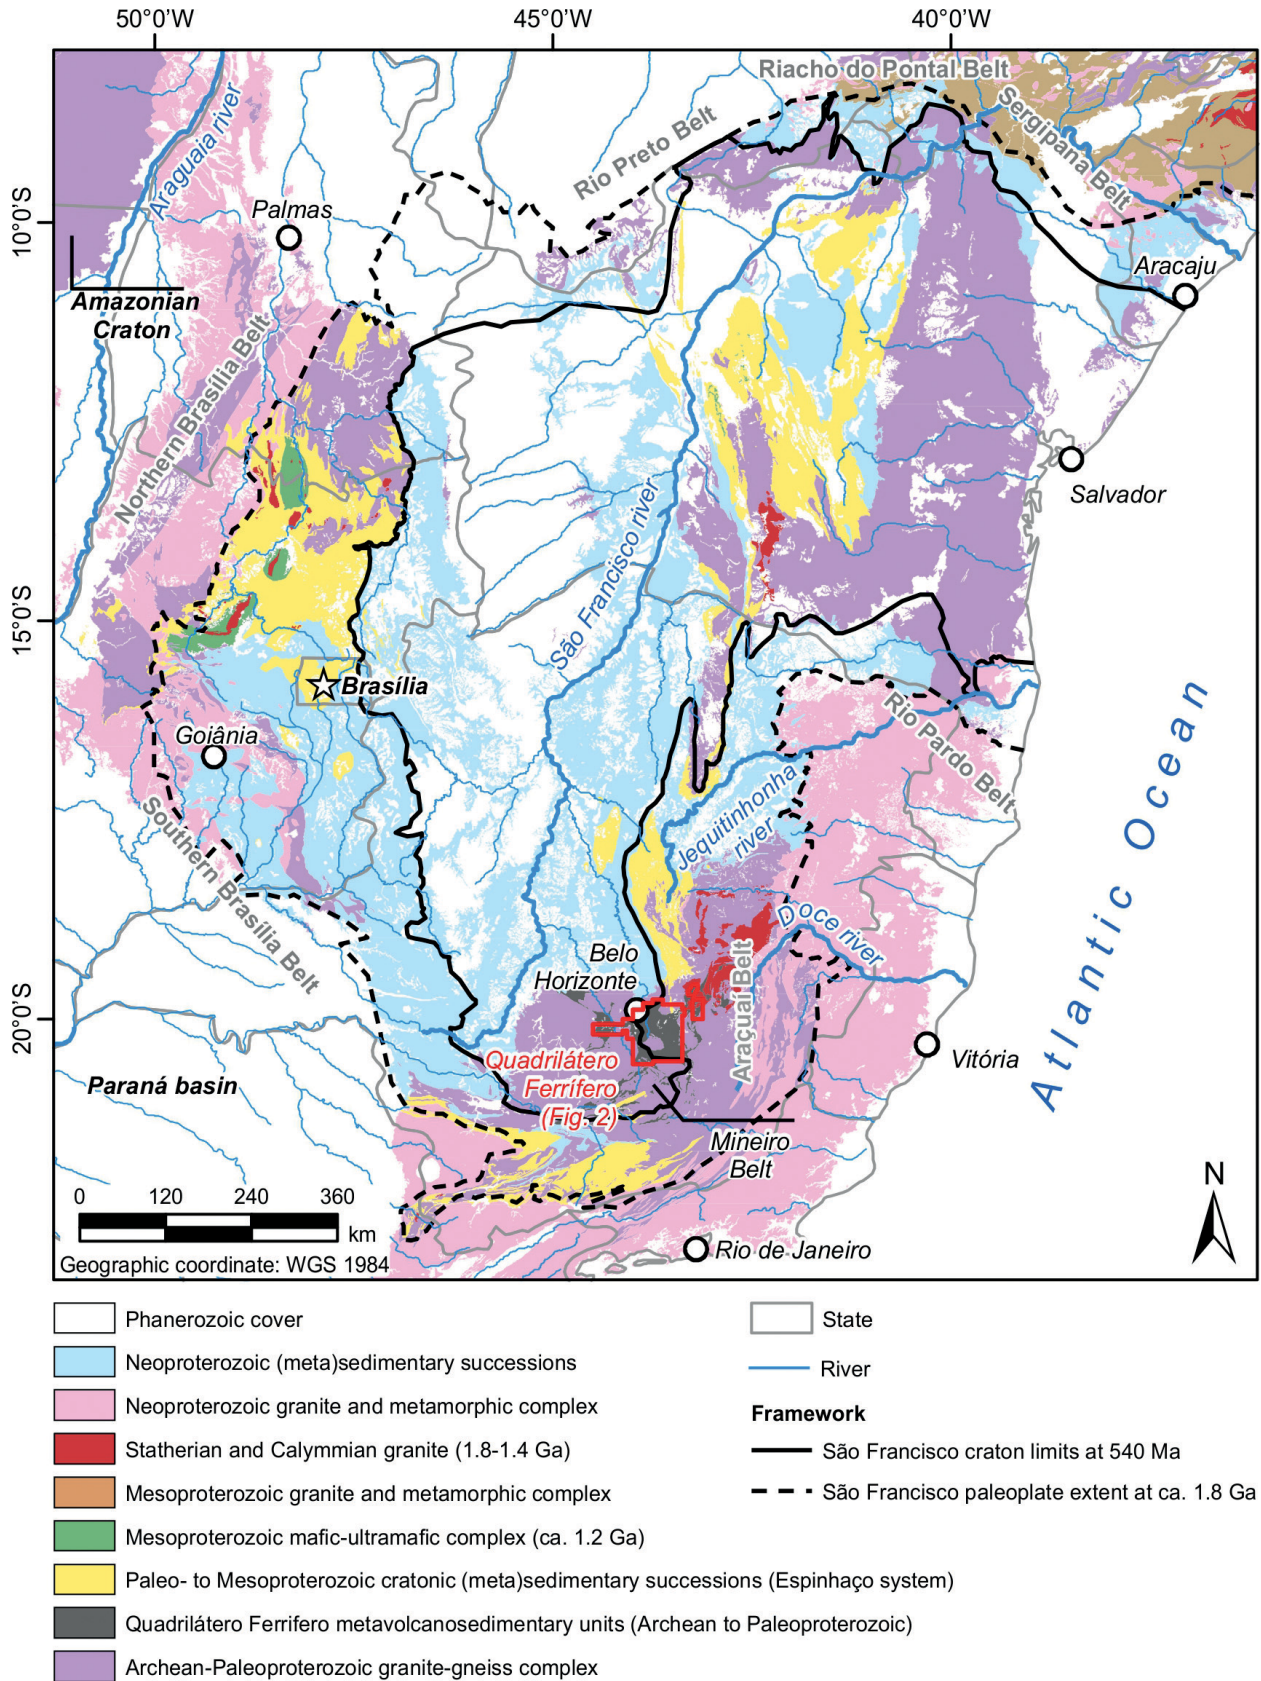 50°0'W
45°0'W
40°0'W
10°0'S
15°0'S
20°0'S
Riacho do Pontal Belt
Sergipana Belt
Rio Preto Belt
Araguaia river
Palmas
Aracaju
Amazonian
Craton
Northern Brasília Belt
Salvador
São Francisco river
Brasília
Goiânia
Rio Pardo Belt
Jequitinhonha
river
Southern Brasília Belt
Doce river
Belo
Horizonte
Araçuaí Belt
Atlantic Ocean
Vitória
Quadrilátero
Ferrífero
(Fig. 2)
Paraná basin
Mineiro
Belt
0 120 240 360
km
Geographic coordinate: WGS 1984
Rio de Janeiro
N
Phanerozoic cover
Neoproterozoic (meta)sedimentary successions
Neoproterozoic granite and metamorphic complex
Statherian and Calymmian granite (1.8-1.4 Ga)
Mesoproterozoic granite and metamorphic complex
Mesoproterozoic mafic-ultramafic complex (ca. 1.2 Ga)
Paleo- to Mesoproterozoic cratonic (meta)sedimentary successions (Espinhaço system)
Quadrilátero Ferrifero metavolcanosedimentary units (Archean to Paleoproterozoic)
Archean-Paleoproterozoic granite-gneiss complex
State
River
Framework
São Francisco craton limits at 540 Ma
São Francisco paleoplate extent at ca. 1.8 Ga